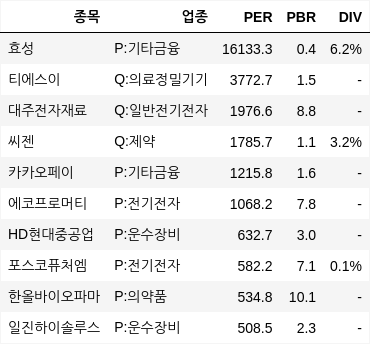 종목 업종 PER PBR DIV
효성 P:기타금융 16133.3 0.4 6.2%
티에스이 Q:의료정밀기기 3772.7 1.5 -
대주전자재료 Q:일반전기전자 1976.6 8.8 -
씨젠 Q:제약 1785.7 1.1 3.2%
카카오페이 P:기타금융 1215.8 1.6 -
에코프로머티 P:전기전자 1068.2 7.8 -
HD현대중공업 P:운수장비 632.7 3.0 -
포스코퓨처엠 P:전기전자 582.2 7.1 0.1%
한올바이오파마 P:의약품 534.8 10.1 -
일진하이솔루스 P:운수장비 508.5 2.3 -